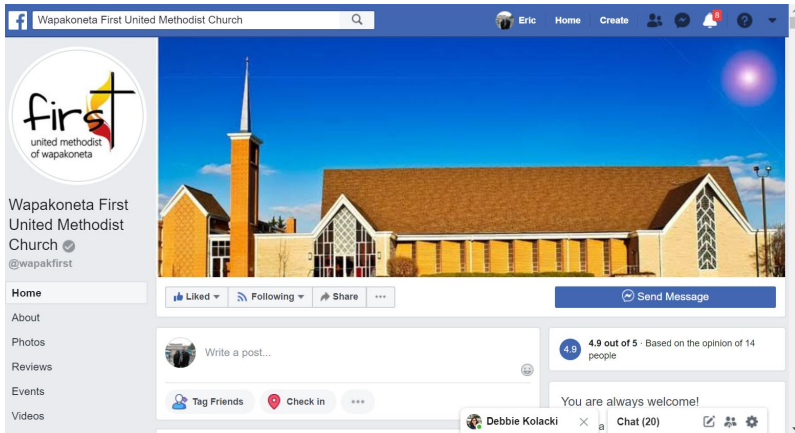 Wapakoneta First United Methodist Church
Eric
Home
Create
8
first
united methodist
of wapakoneta
Wapakoneta First
United Methodist
Church
@wapakfirst
Home
About
Photos
Reviews
Events
Videos
Liked
Following
Share
Send Message
Write a post...
Tag Friends
Check in
4.9
4.9 out of 5 · Based on the opinion of 14
people
You are always welcome!
a
Debbie Kolacki
Chat (20)